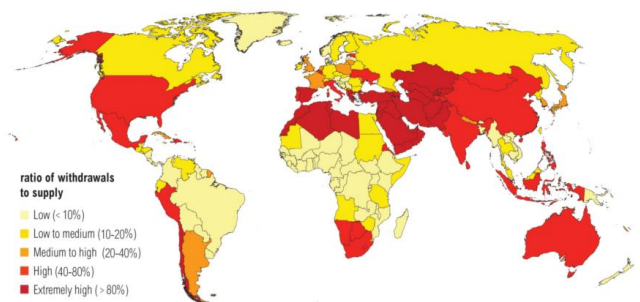 ratio of withdrawals
to supply
Low (< 10%)
Low to medium (10-20%)
Medium to high (20-40%)
High (40-80%)
Extremely high (> 80%)